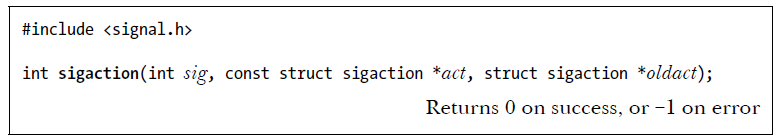 #include <signal.h>
int sigaction(int sig, const struct sigaction *act, struct sigaction *oldact);
Returns 0 on success, or –1 on error